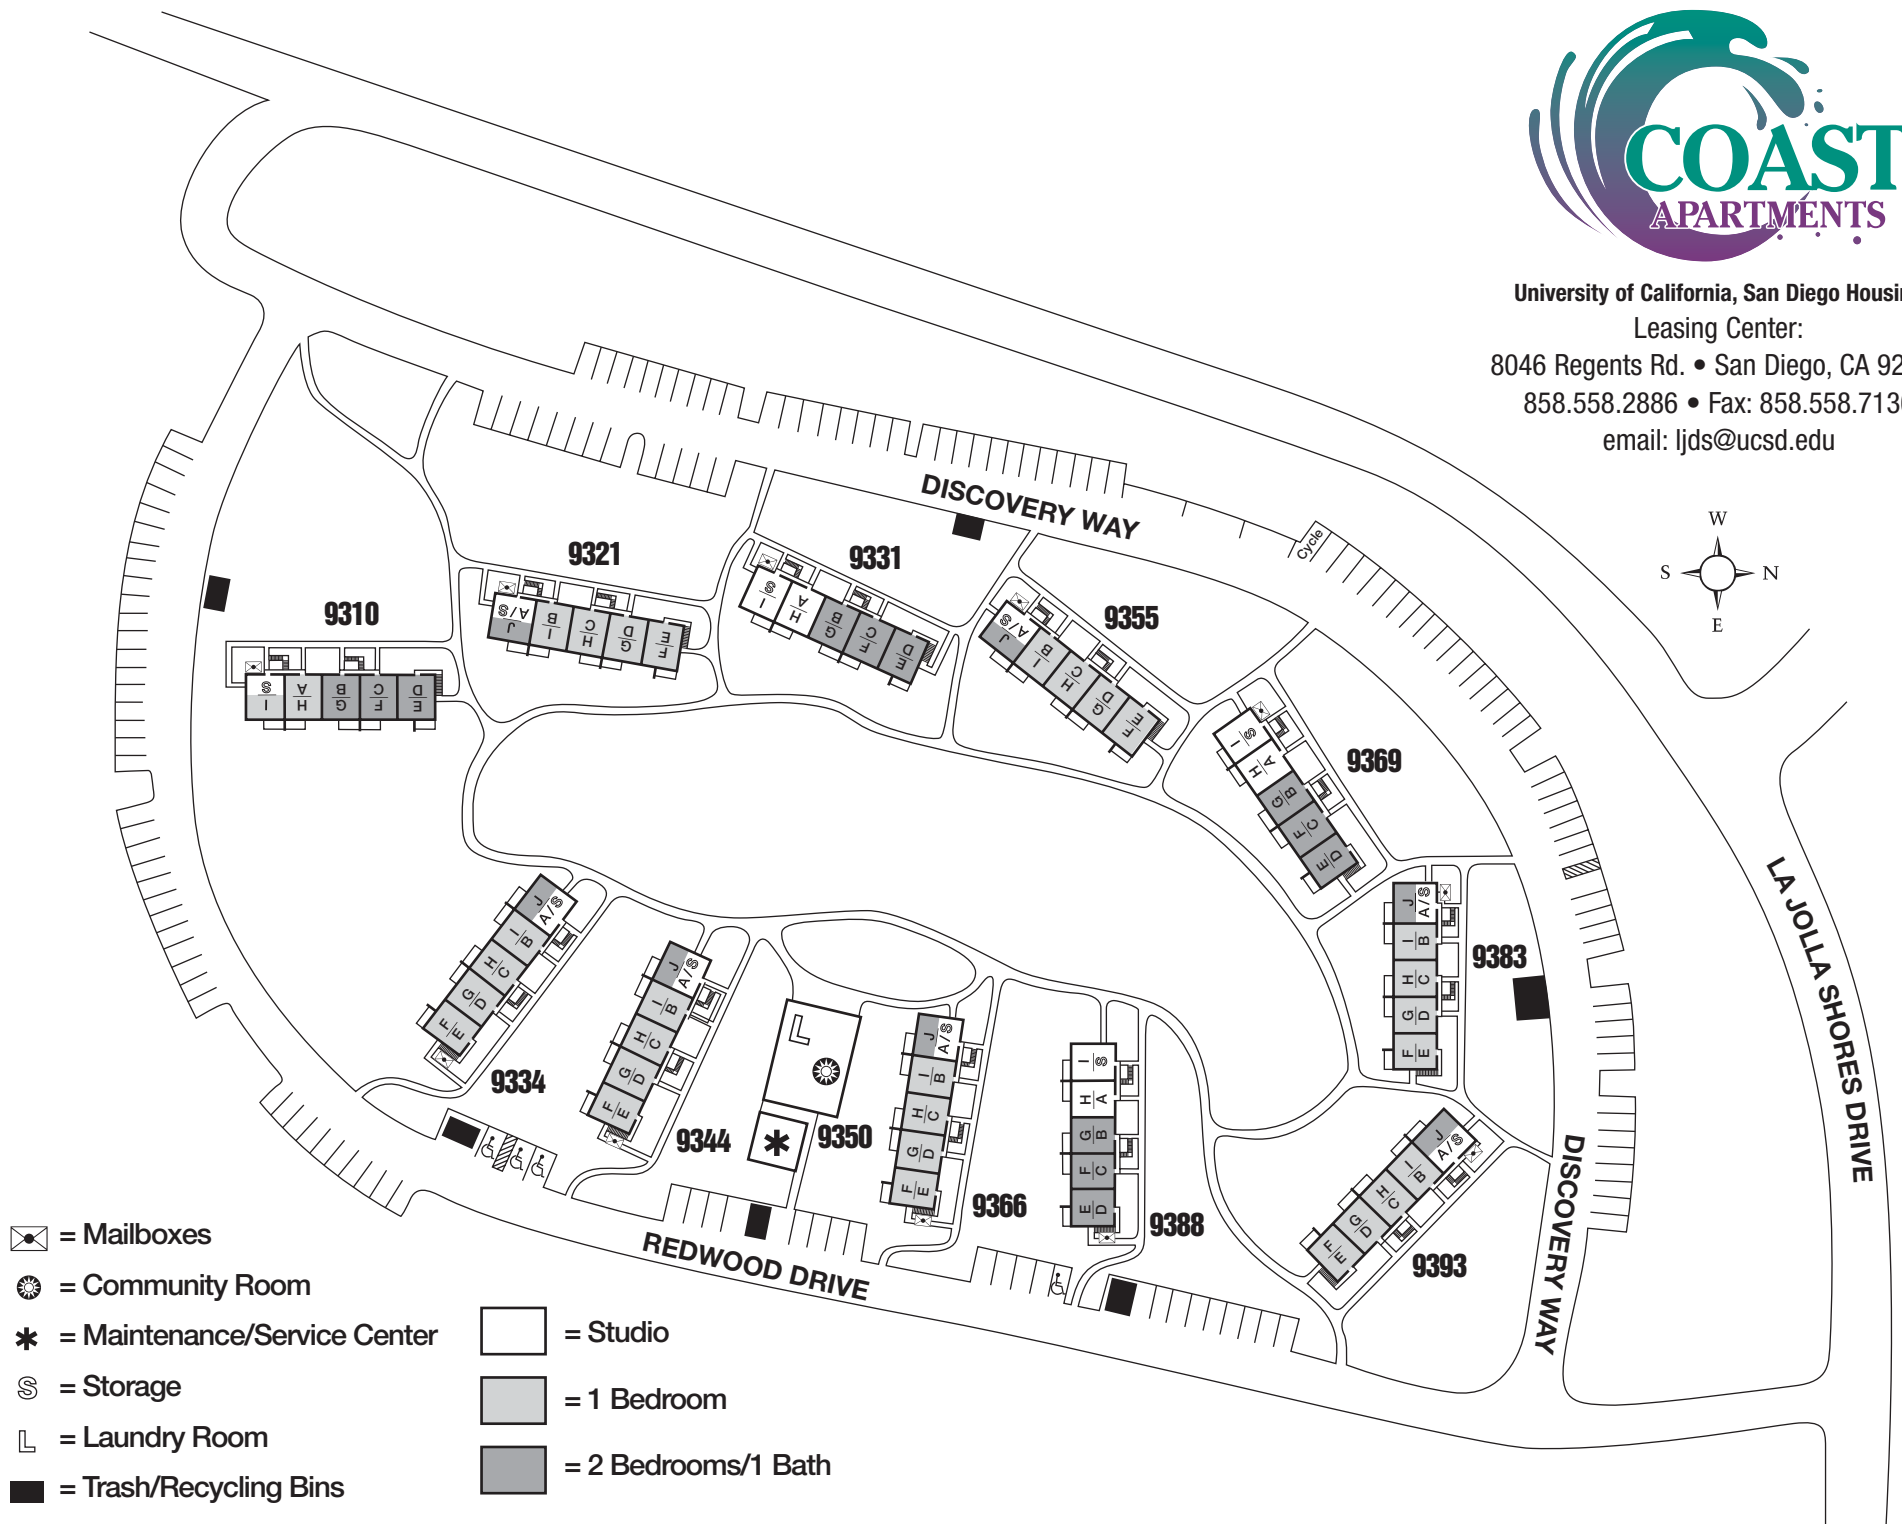 COAST
APARTMENTS
University of California, San Diego Housi
Leasing Center:
8046 Regents Rd. • San Diego, CA 92
858.558.2886 • Fax: 858.558.713
email: ljds@ucsd.edu
W
S N
E
DISCOVERY WAY
Cycle
9321
9331
9355
9310
9369
9383
9334
9344
9350
9366
9388
9393
I S
H A
G B
F C
E D
J A/S
I B
H C
G D
F E
I S
H A
G B
F C
E D
J A/S
I B
H C
G D
F E
I S
H A
G B
F C
E D
J A/S
I B
H C
G D
F E
J A/S
I B
H C
G D
F E
J A/S
I B
H C
G D
F E
L
J A/S
I B
H C
G D
F E
I S
H A
G B
F C
E D
J A/S
I B
H C
G D
F E
LA JOLLA SHORES DRIVE
DISCOVERY WAY
REDWOOD DRIVE
= Mailboxes
= Community Room
= Maintenance/Service Center
S = Storage
L = Laundry Room
= Trash/Recycling Bins
= Studio
= 1 Bedroom
= 2 Bedrooms/1 Bath